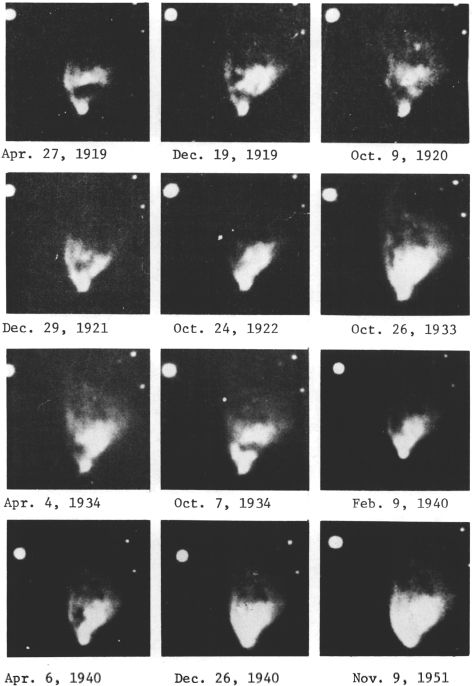 Apr. 27, 1919
Dec. 19, 1919
Oct. 9, 1920
Dec. 29, 1921
Oct. 24, 1922
Oct. 26, 1933
Apr. 4, 1934
Oct. 7, 1934
Feb. 9, 1940
Apr. 6, 1940
Dec. 26, 1940
Nov. 9, 1951